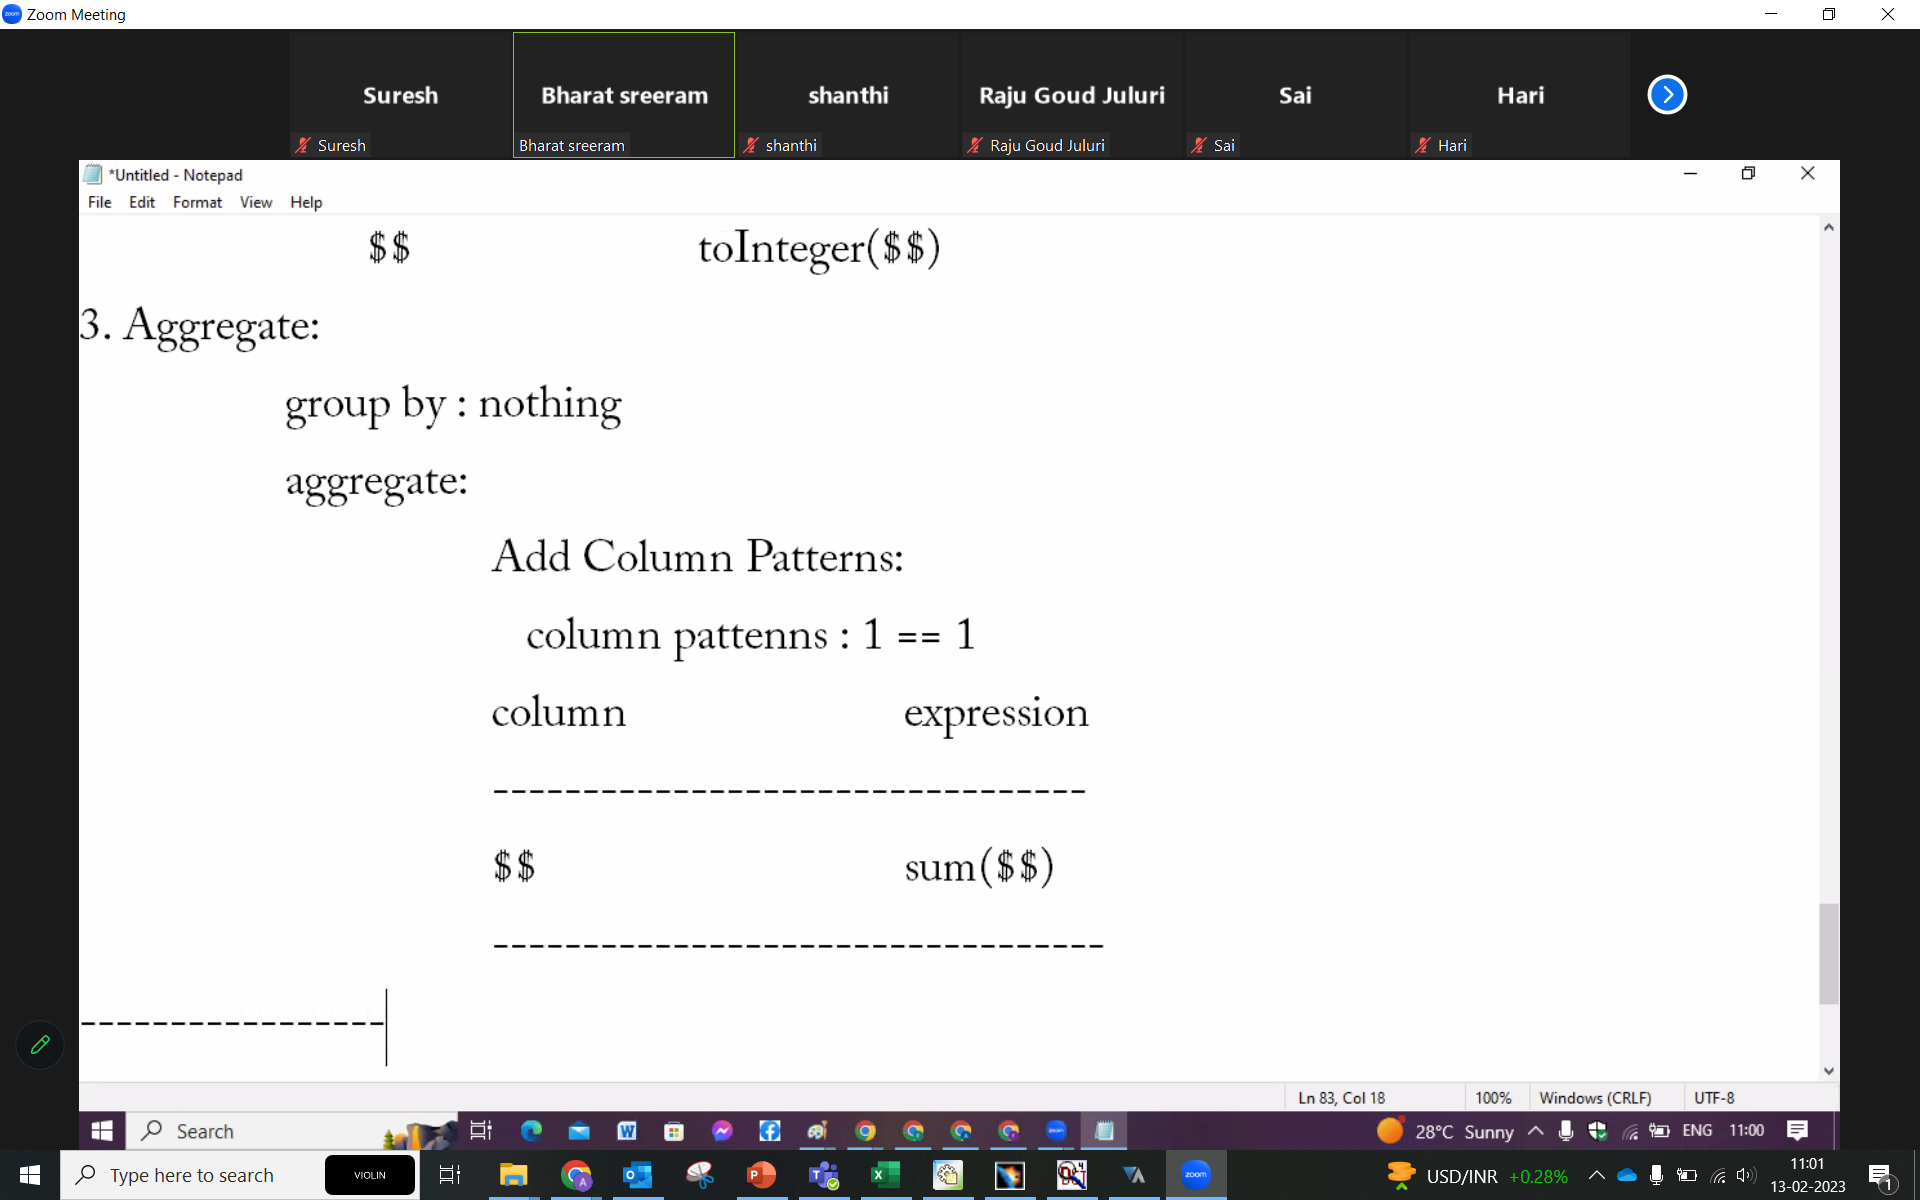 Zoom Meeting
Suresh Bharat sreeram shanthi Raju Goud Juluri Sai Hari
Suresh Bharat sreeram shanthi Raju Goud Juluri Sai Hari
*Untitled - Notepad
File Edit Format View Help
$$ toInteger($$)
3. Aggregate:
group by : nothing
aggregate:
Add Column Patterns:
column pattenns : 1 == 1
column expression
---------------------------------
$$ sum($$)
----------------------------------
-----------------
Ln 83, Col 18 100% Windows (CRLF) UTF-8
Search 28°C Sunny ENG 11:00
Type here to search VIOLIN zoom USD/INR +0.28% 11:01
13-02-2023 1